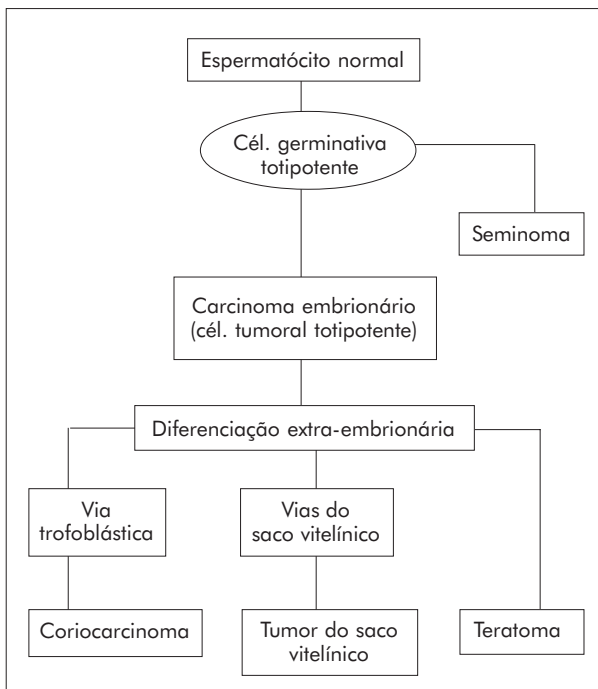 Espermatócito normal
Cél. germinativa
totipotente
Seminoma
Carcinoma embrionário
(cél. tumoral totipotente)
Diferenciação extra-embrionária
Via
trofoblástica
Vias do
saco vitelínico
Coriocarcinoma
Tumor do saco
vitelínico
Teratoma